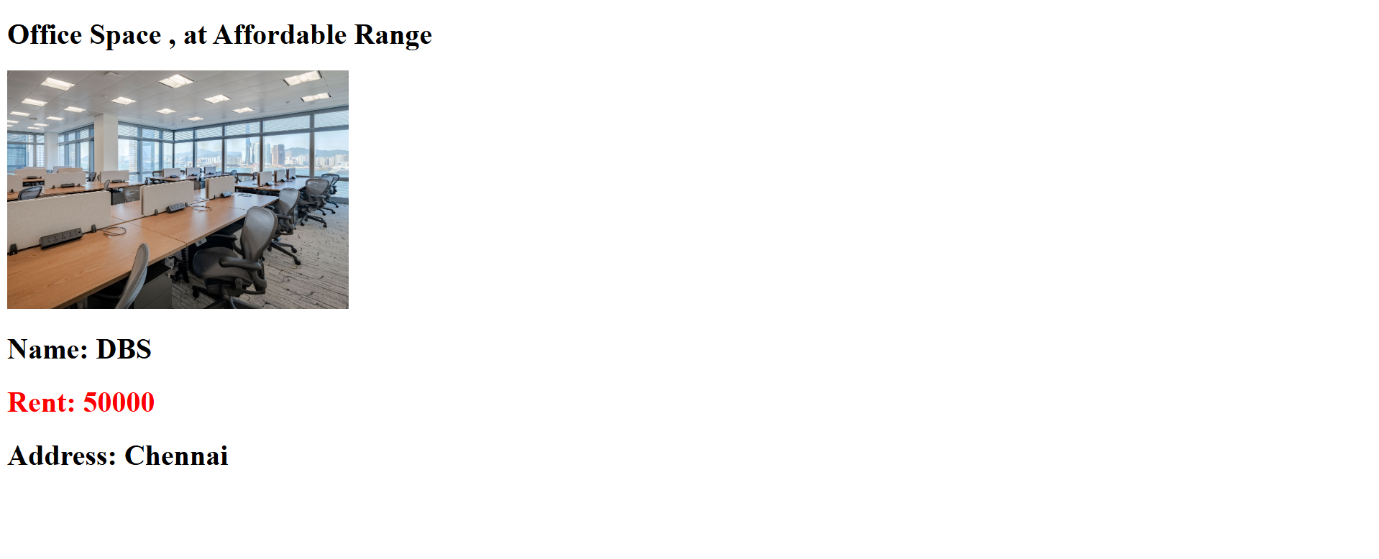 Office Space , at Affordable Range
Name: DBS
Rent: 50000
Address: Chennai